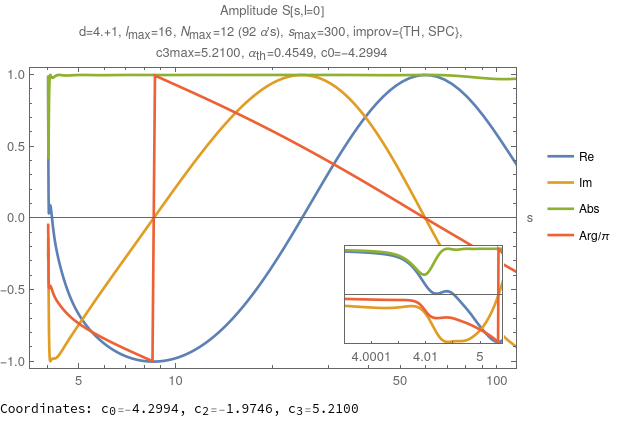 Amplitude S[s,l=0]
d=4.+1, lmax=16, Nmax=12 (92 α's), smax=300, improv={TH, SPC},
c3max=5.2100, αth=0.4549, c0=-4.2994
1.0
0.5
0.0
-0.5
-1.0
5
10
50
100
s
4.0001
4.01
5
Re
Im
Abs
Arg/π
Coordinates: c0=-4.2994, c2=-1.9746, c3=5.2100